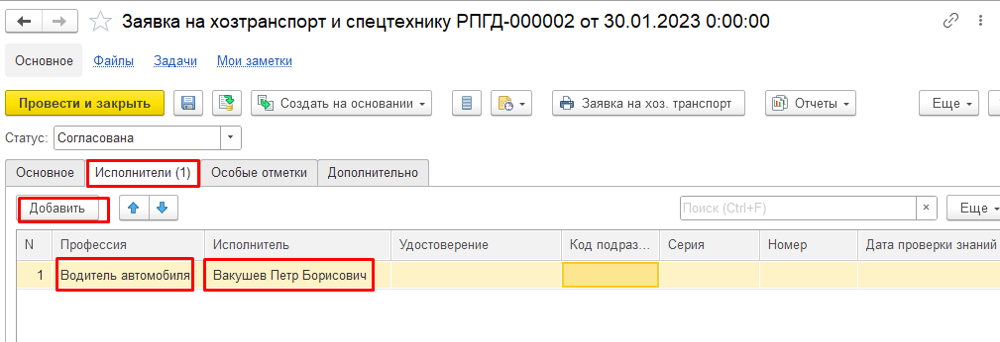 Заявка на хозтранспорт и спецтехнику РПГД-000002 от 30.01.2023 0:00:00
Основное Файлы Задачи Мои заметки
Провести и закрыть Создать на основании Заявка на хоз. транспорт Отчеты Еще
Статус: Согласована
Основное Исполнители (1) Особые отметки Дополнительно
Добавить Поиск (Ctrl+F) × Еще
N Профессия Исполнитель Удостоверение Код подраз... Серия Номер Дата проверки знаний
1 Водитель автомобиля Вакушев Петр Борисович